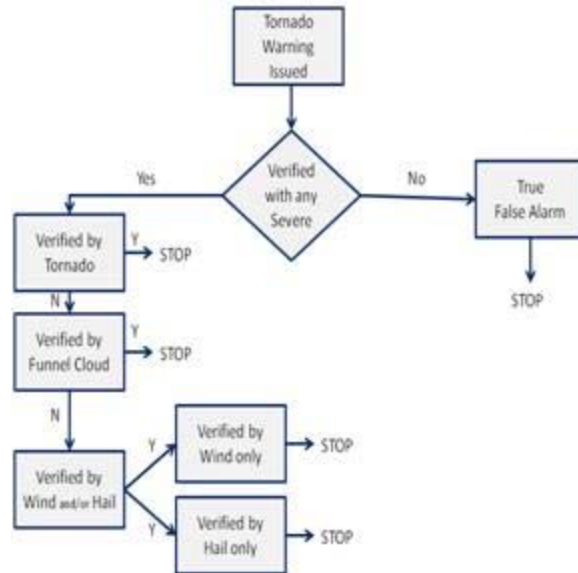 Tornado
Warning
Issued
Verified
with any
Severe
Yes
No
True
False Alarm
STOP
Verified by
Tornado
Y
STOP
N
Verified by
Funnel Cloud
Y
STOP
N
Verified by
Wind and/or Hail
Y
Verified by
Wind only
STOP
Y
Verified by
Hail only
STOP